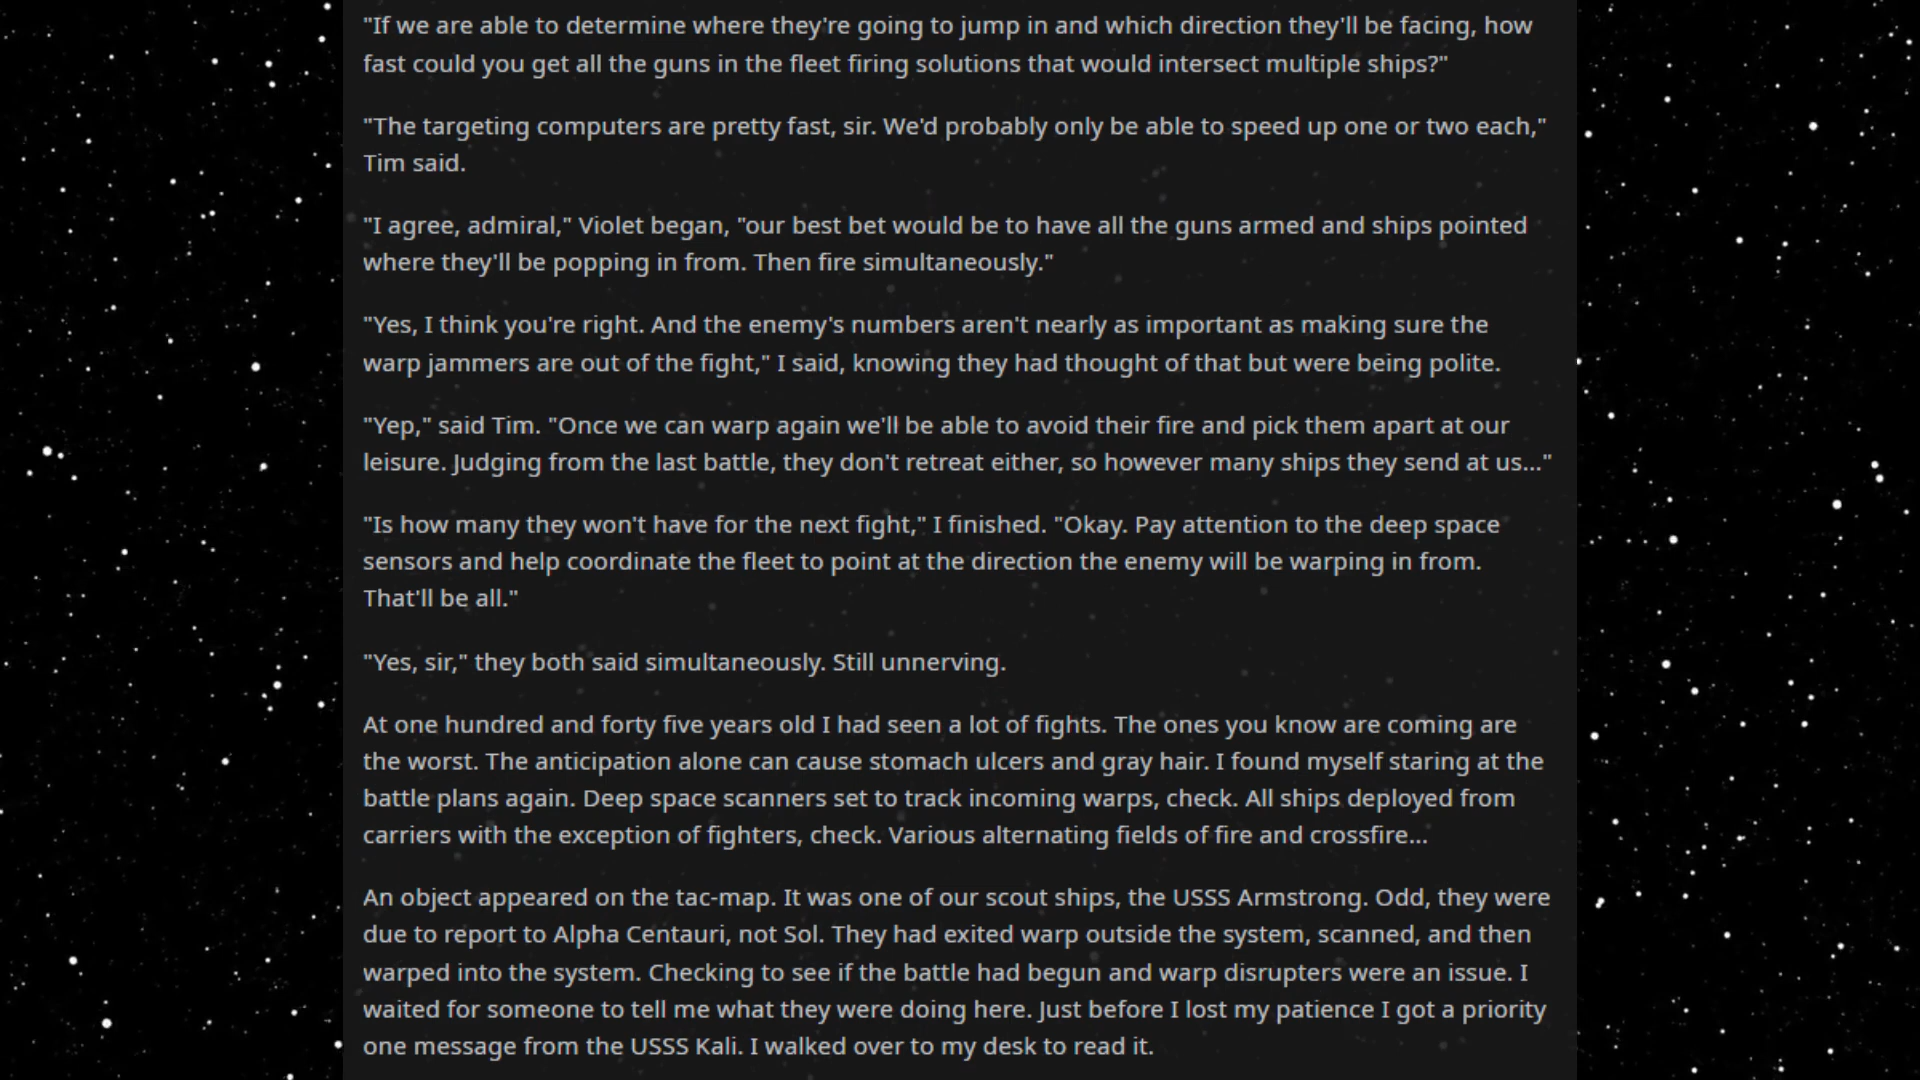 "If we are able to determine where they're going to jump in and which direction they'll be facing, how
fast could you get all the guns in the fleet firing solutions that would intersect multiple ships?"
"The targeting computers are pretty fast, sir. We'd probably only be able to speed up one or two each,"
Tim said.
"I agree, admiral," Violet began, "our best bet would be to have all the guns armed and ships pointed
where they'll be popping in from. Then fire simultaneously."
"Yes, I think you're right. And the enemy's numbers aren't nearly as important as making sure the
warp jammers are out of the fight," I said, knowing they had thought of that but were being polite.
"Yep," said Tim. "Once we can warp again we'll be able to avoid their fire and pick them apart at our
leisure. Judging from the last battle, they don't retreat either, so however many ships they send at us..."
"Is how many they won't have for the next fight," I finished. "Okay. Pay attention to the deep space
sensors and help coordinate the fleet to point at the direction the enemy will be warping in from.
That'll be all."
"Yes, sir," they both said simultaneously. Still unnerving.
At one hundred and forty five years old I had seen a lot of fights. The ones you know are coming are
the worst. The anticipation alone can cause stomach ulcers and gray hair. I found myself staring at the
battle plans again. Deep space scanners set to track incoming warps, check. All ships deployed from
carriers with the exception of fighters, check. Various alternating fields of fire and crossfire...
An object appeared on the tac-map. It was one of our scout ships, the USSS Armstrong. Odd, they were
due to report to Alpha Centauri, not Sol. They had exited warp outside the system, scanned, and then
warped into the system. Checking to see if the battle had begun and warp disrupters were an issue. I
waited for someone to tell me what they were doing here. Just before I lost my patience I got a priority
one message from the USSS Kali. I walked over to my desk to read it.